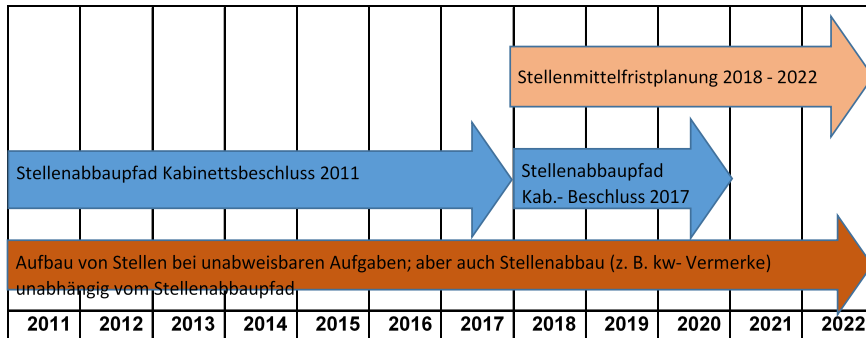 Stellenmittelfristplanung 2018 - 2022
Stellenabbaupfad Kabinettsbeschluss 2011
Stellenabbaupfad
Kab.- Beschluss 2017
Aufbau von Stellen bei unabweisbaren Aufgaben; aber auch Stellenabbau (z. B. kw- Vermerke)
unabhängig vom Stellenabbaupfad
2011 2012 2013 2014 2015 2016 2017 2018 2019 2020 2021 2022